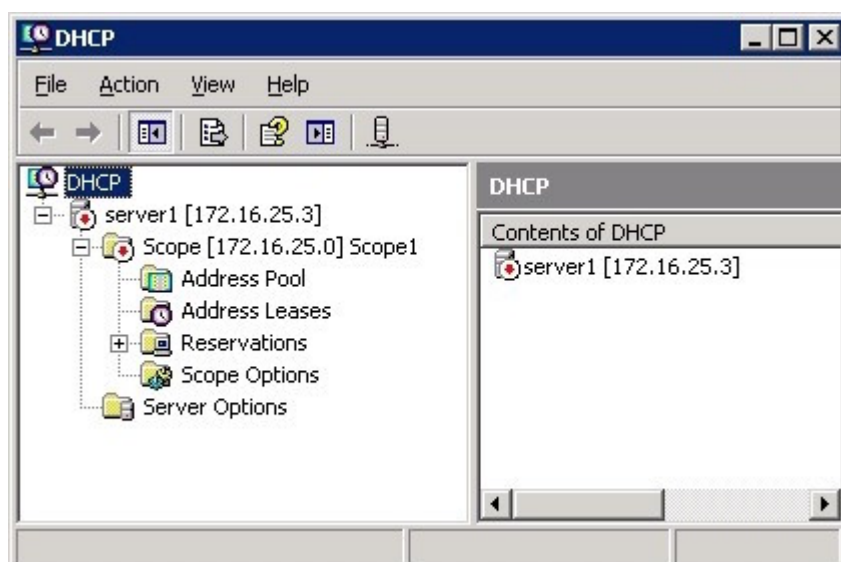 DHCP
File Action View Help
DHCP
server1 [172.16.25.3]
Scope [172.16.25.0] Scope1
Address Pool
Address Leases
Reservations
Scope Options
Server Options
DHCP
Contents of DHCP
server1 [172.16.25.3]